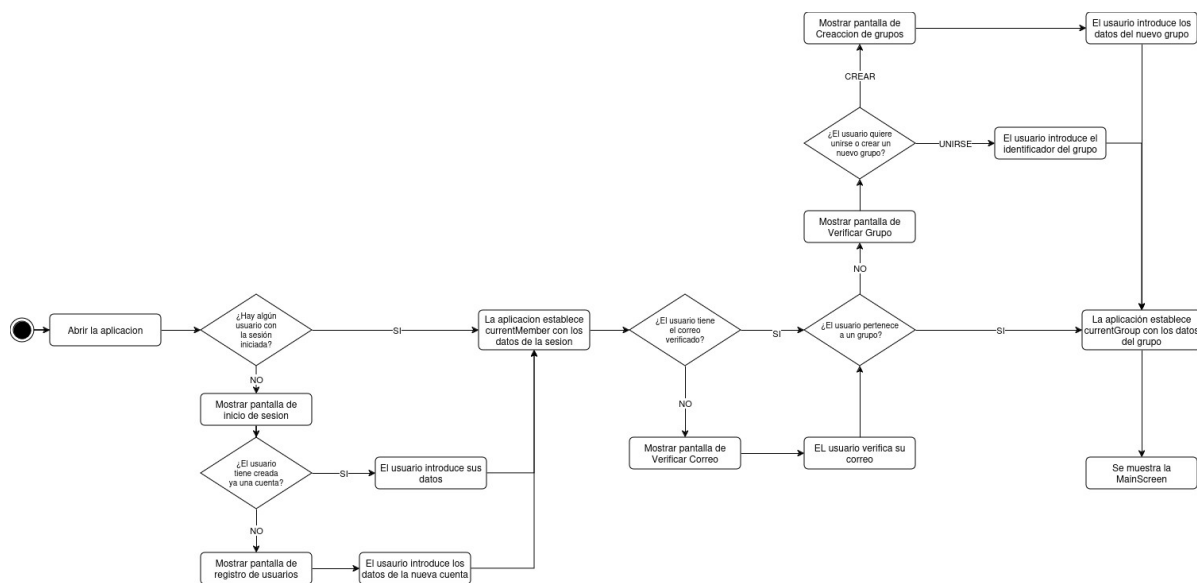 Mostrar pantalla de
Creaccion de grupos
El usaurio introduce los
datos del nuevo grupo
CREAR
¿El usuario quiere
unirse o crear un
nuevo grupo?
UNIRSE
El usuario introduce el
identificador del grupo
Mostrar pantalla de
Verificar Grupo
NO
Abrir la aplicacion
¿Hay algún
usuario con
la sesión
iniciada?
SI
La aplicacion establece
currentMember con los
datos de la sesion
¿El usuario tiene
el correo
verificado?
SI
¿El usuario pertenece
a un grupo?
SI
La aplicación establece
currentGroup con los datos
del grupo
NO
Mostrar pantalla de
inicio de sesion
NO
¿El usuario
tiene creada
ya una cuenta?
SI
El usuario introduce sus
datos
Mostrar pantalla de
Verificar Correo
EL usuario verifica su
correo
Se muestra la
MainScreen
NO
Mostrar pantalla de
registro de usuarios
El usaurio introduce los
datos de la nueva cuenta